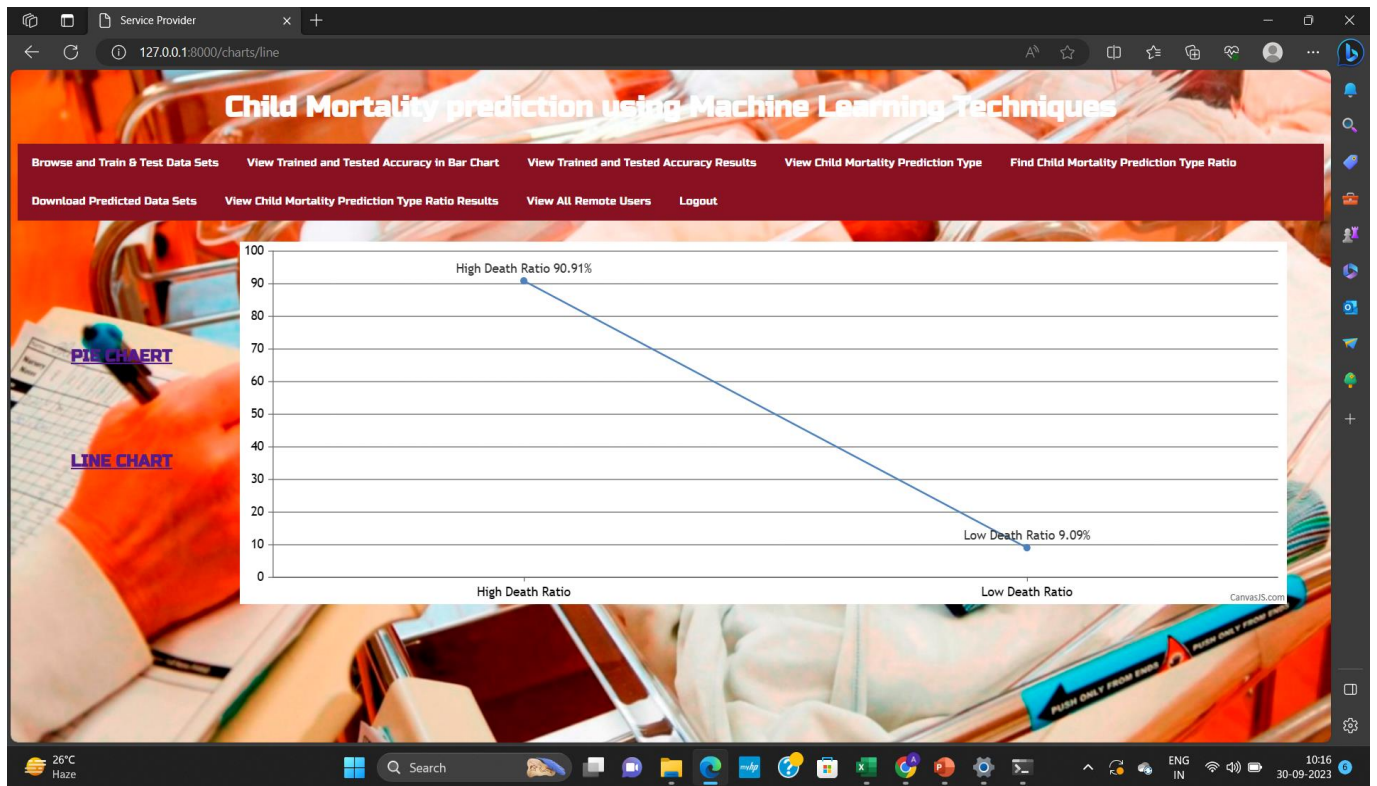 Service Provider
127.0.0.1:8000/charts/line
Child Mortality prediction using Machine Learning Techniques
Browse and Train & Test Data Sets View Trained and Tested Accuracy in Bar Chart View Trained and Tested Accuracy Results View Child Mortality Prediction Type Find Child Mortality Prediction Type Ratio
Download Predicted Data Sets View Child Mortality Prediction Type Ratio Results View All Remote Users Logout
PIE CHAERT
LINE CHART
100
High Death Ratio 90.91%
90
80
70
60
50
40
30
20
Low Death Ratio 9.09%
10
0
High Death Ratio Low Death Ratio
CanvasJS.com
PUSH ONLY FROM ENDS
PUSH ONLY FROM ENDS
26°C
Haze
Search
ENG
IN
10:16
30-09-2023
6